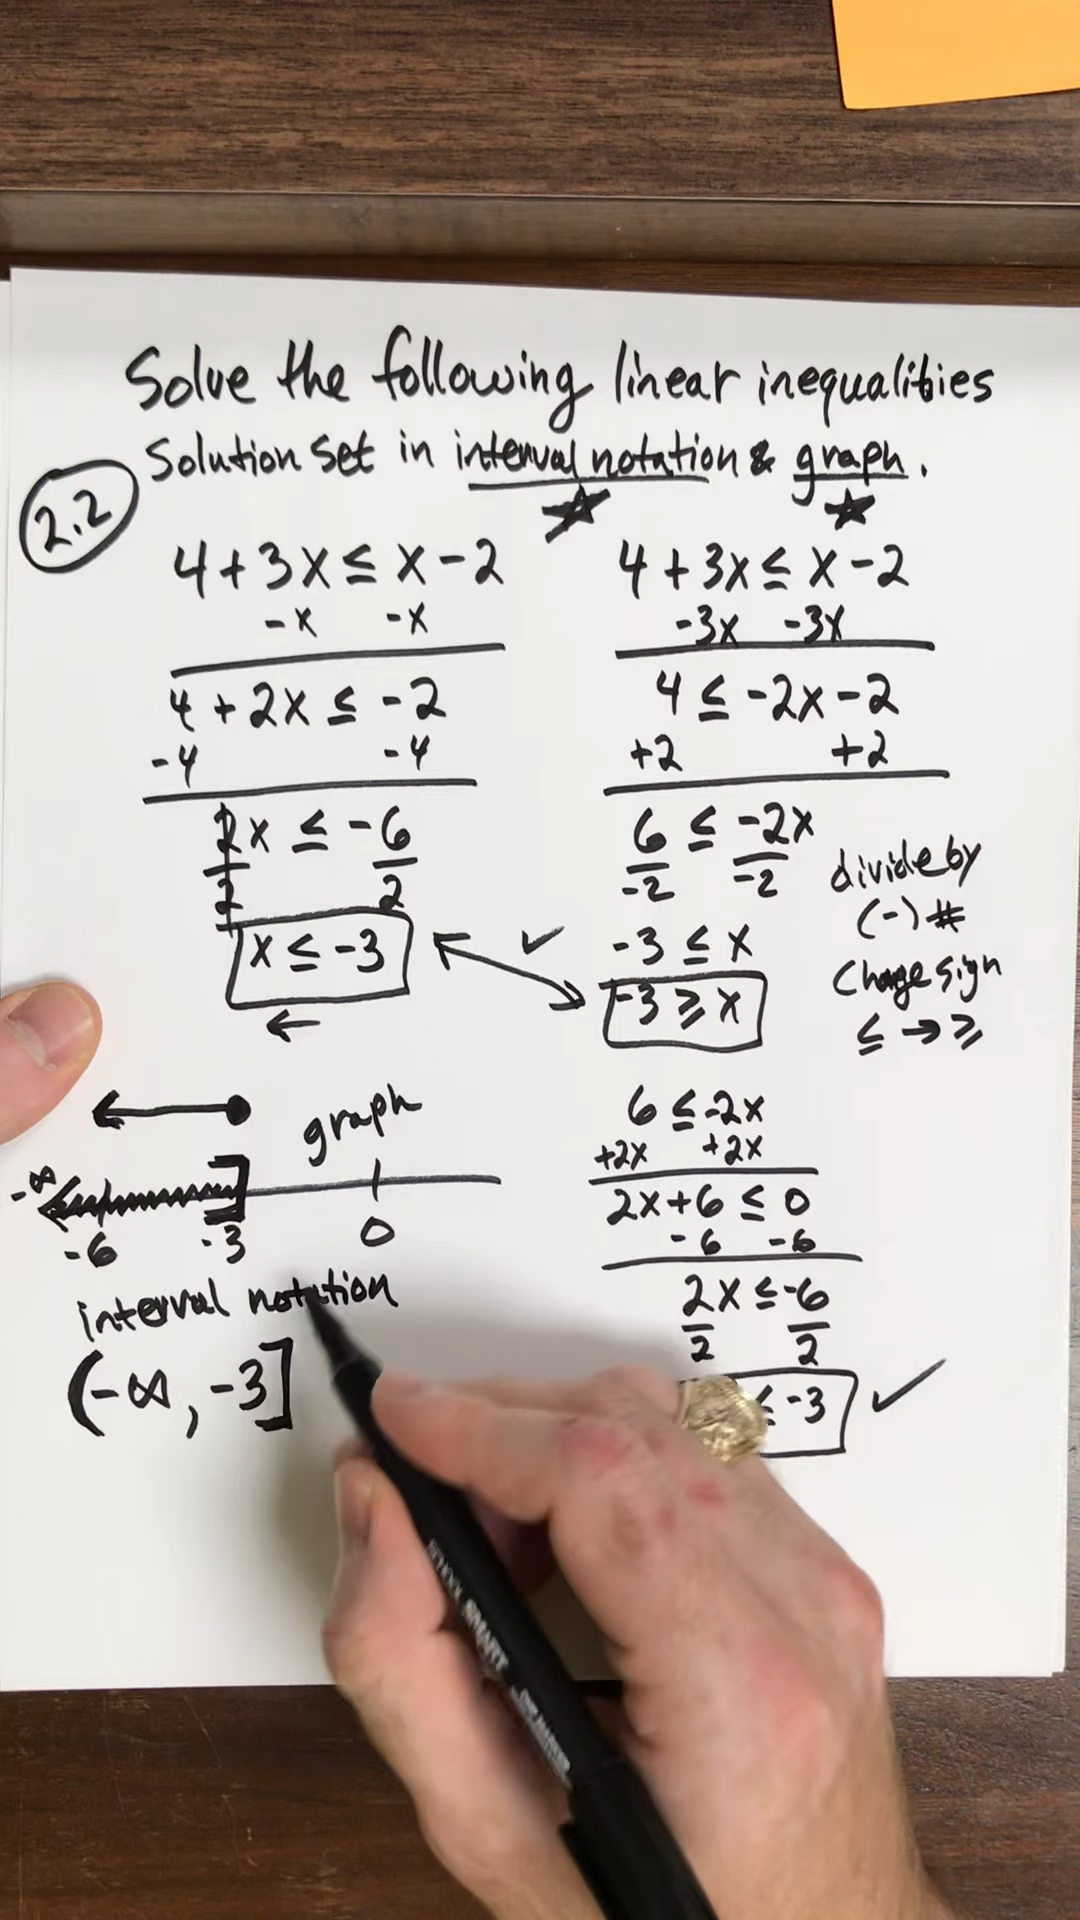 Solve the following linear inequalities
Solution set in interval notation & graph.
2.2
4+3x ≤ x-2
-x -x
4+2x ≤ -2
-4 -4
2x ≤ -6
2 2
x ≤ -3
←
4+3x ≤ x-2
-3x -3x
4 ≤ -2x-2
+2 +2
6 ≤ -2x
-2 -2
-3 ≤ x
-3 ≥ x
divide by
(-) #
Change sign
≤ → ≥
graph
-∞
-6 -3 0
interval notation
(-∞, -3]
6 ≤ -2x
+2x +2x
2x+6 ≤ 0
-6 -6
2x ≤ -6
2 2
≤ -3
SMART